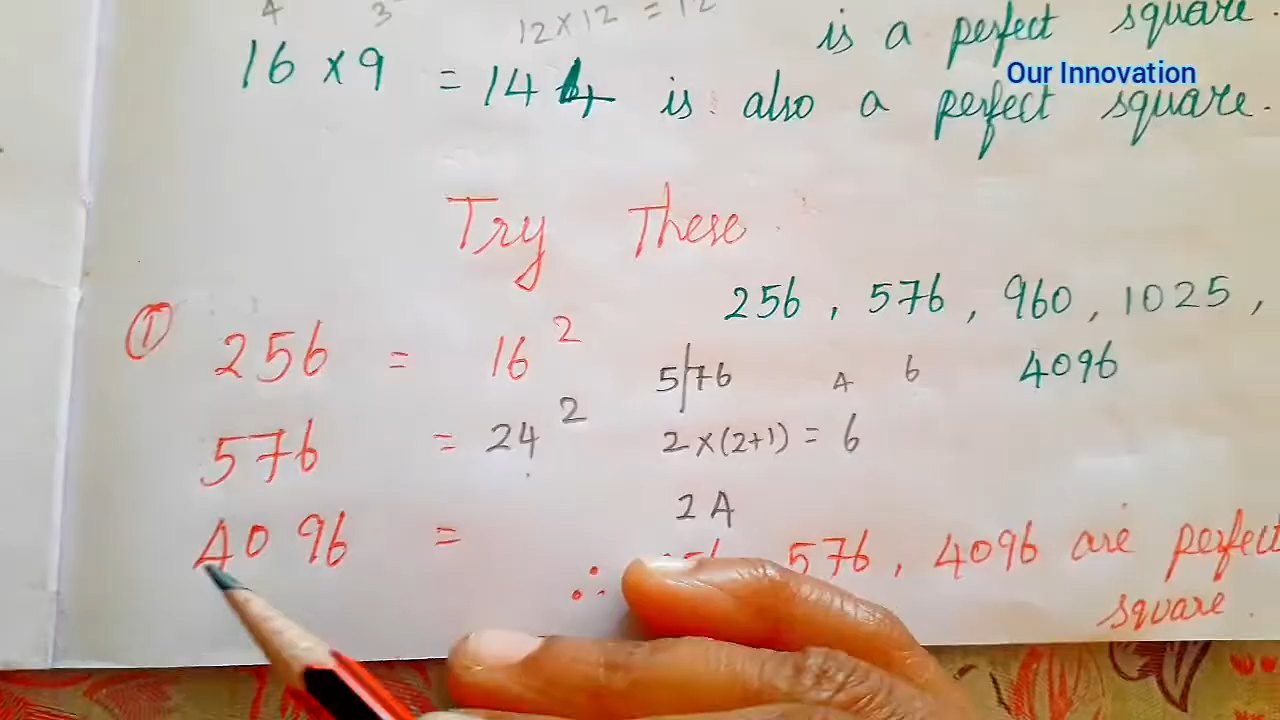 4 3
12×12 = 12
is a perfect square.
Our Innovation
16 × 9 = 144 is also a perfect square.
Try These
256 , 576 , 960 , 1025 ,
4096
① 256 = 16²
5/76 4 6
576 = 24²
2×(2+1) = 6
24
4096 =
∴ 576, 4096 are perfect
square.